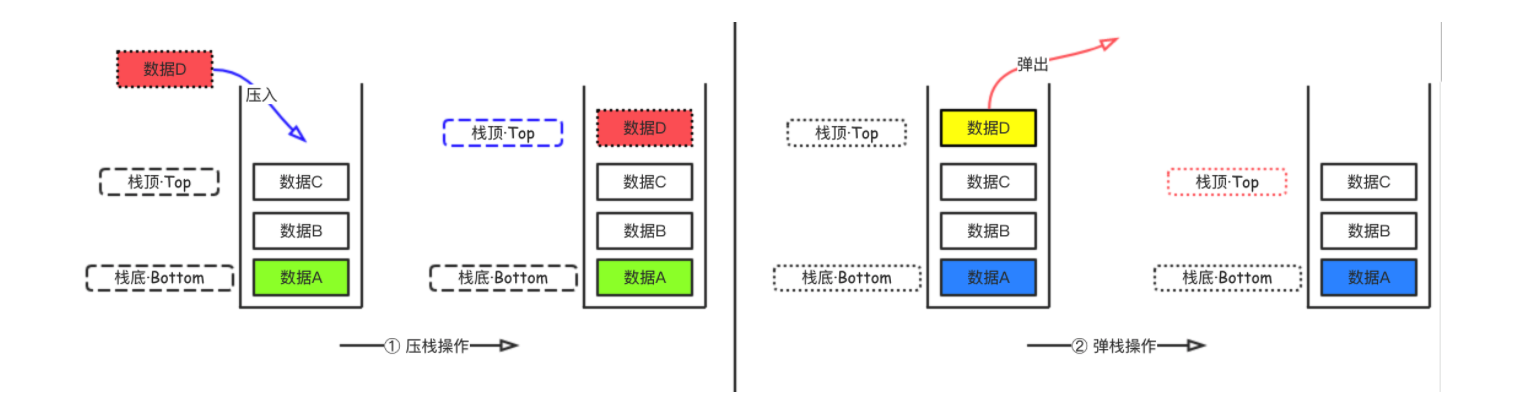 数据D
压入
栈顶·Top
数据C
数据B
栈底·Bottom
数据A
栈顶·Top
数据D
数据C
数据B
栈底·Bottom
数据A
① 压栈操作
弹出
栈顶·Top
数据D
数据C
数据B
栈底·Bottom
数据A
栈顶·Top
数据C
数据B
栈底·Bottom
数据A
② 弹栈操作